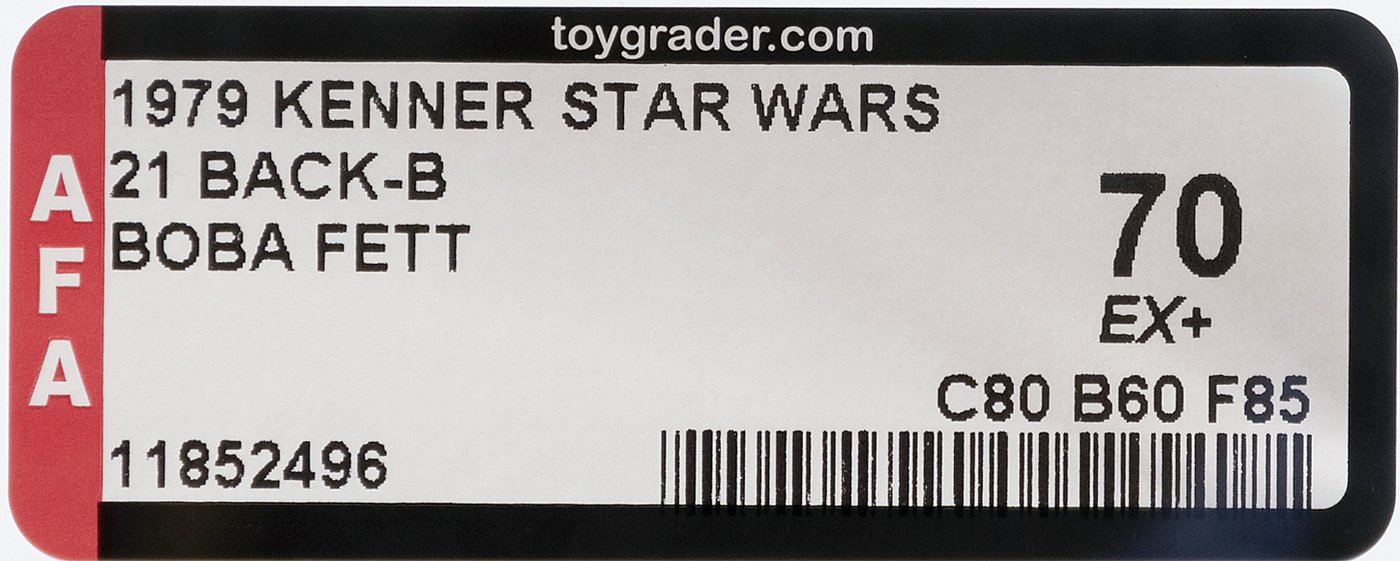 toygrader.com
AFA
1979 KENNER STAR WARS
21 BACK-B
BOBA FETT
70
EX+
C80 B60 F85
11852496